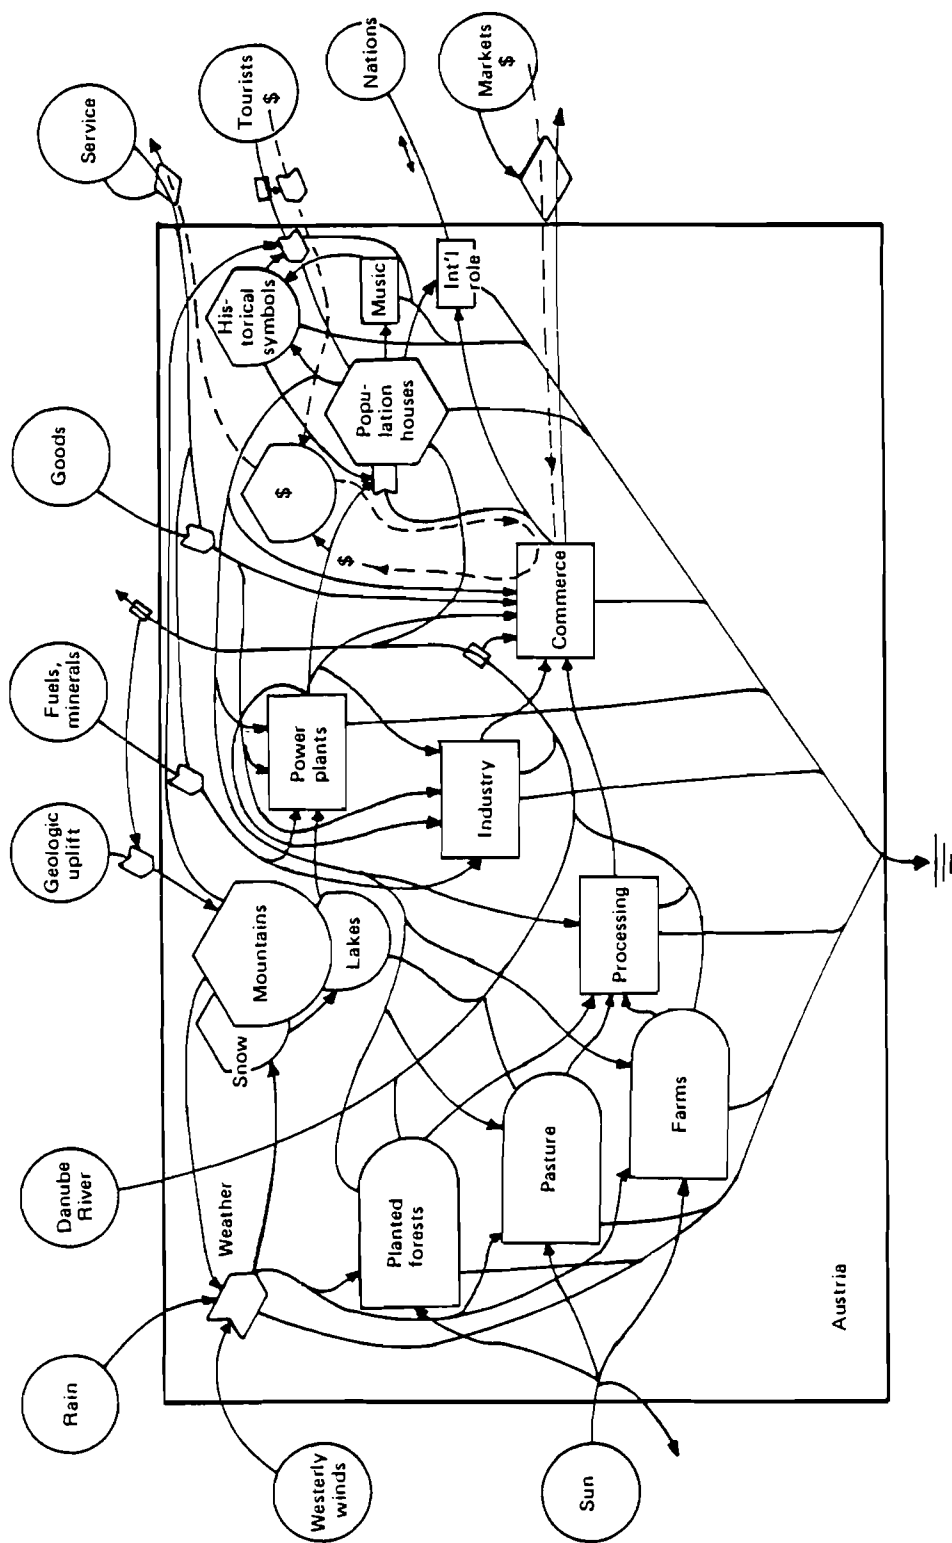 Westerly
winds
Rain
Danube
River
Geologic
uplift
Fuels,
minerals
Goods
Service
Tourists
$
Nations
Markets
$
Sun
Weather
Snow
Mountains
Lakes
Power
plants
$
$
His-
torical
symbols
Popu-
lation
houses
Music
Int'l
role
Planted
forests
Pasture
Farms
Processing
Industry
Commerce
Austria